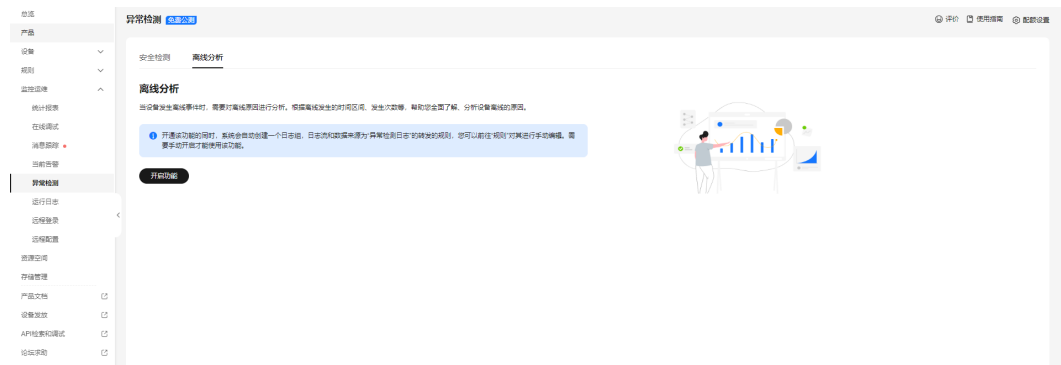 总览
产品
设备
规则
监控运维
统计报表
在线调试
消息跟踪
当前告警
异常检测
运行日志
远程登录
远程配置
资源空间
存储管理
产品文档
设备发放
API检索和调试
论坛求助
异常检测 免费公测
评价 使用指南 配额设置
安全检测 离线分析
离线分析
当设备发生离线事件时，需要对离线原因进行分析。根据离线发生的时间区间、发生次数等，帮助您全面了解、分析设备离线的原因。
开通该功能的同时，系统会自动创建一个日志组、日志流和数据来源为“异常检测日志”的转发的规则，您可以前往“规则”对其进行手动编辑。需
要手动开启才能使用该功能。
开启功能